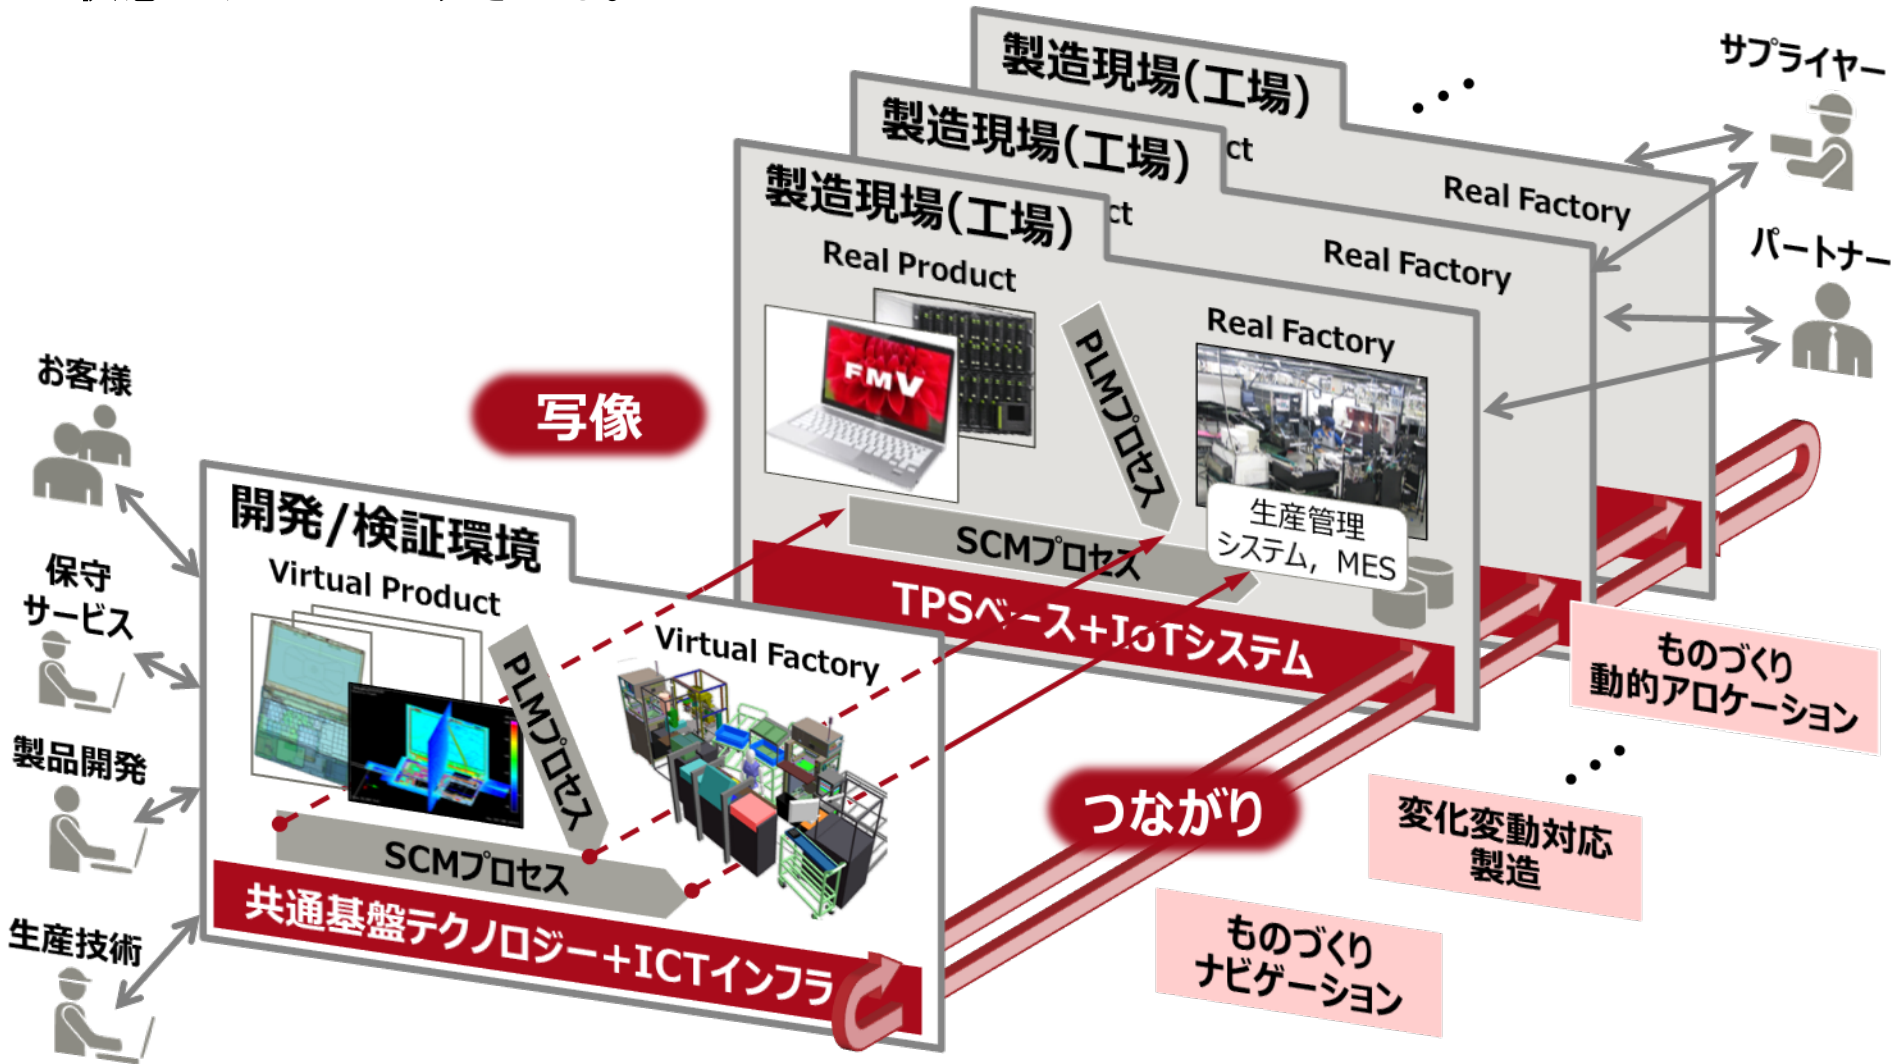 製造現場(工場)
サプライヤー
製造現場(工場)
ct
Real Factory
製造現場(工場)
ct
Real Factory
パートナー
Real Product
Real Factory
PLMプロセス
FMV
お客様
写像
生産管理
システム, MES
SCMプロセス
TPSベース+IoTシステム
開発/検証環境
Virtual Product
Virtual Factory
PLMプロセス
SCMプロセス
共通基盤テクノロジー+ICTインフラ
保守
サービス
製品開発
生産技術
つながり
ものづくり
動的アロケーション
変化変動対応
製造
ものづくり
ナビゲーション